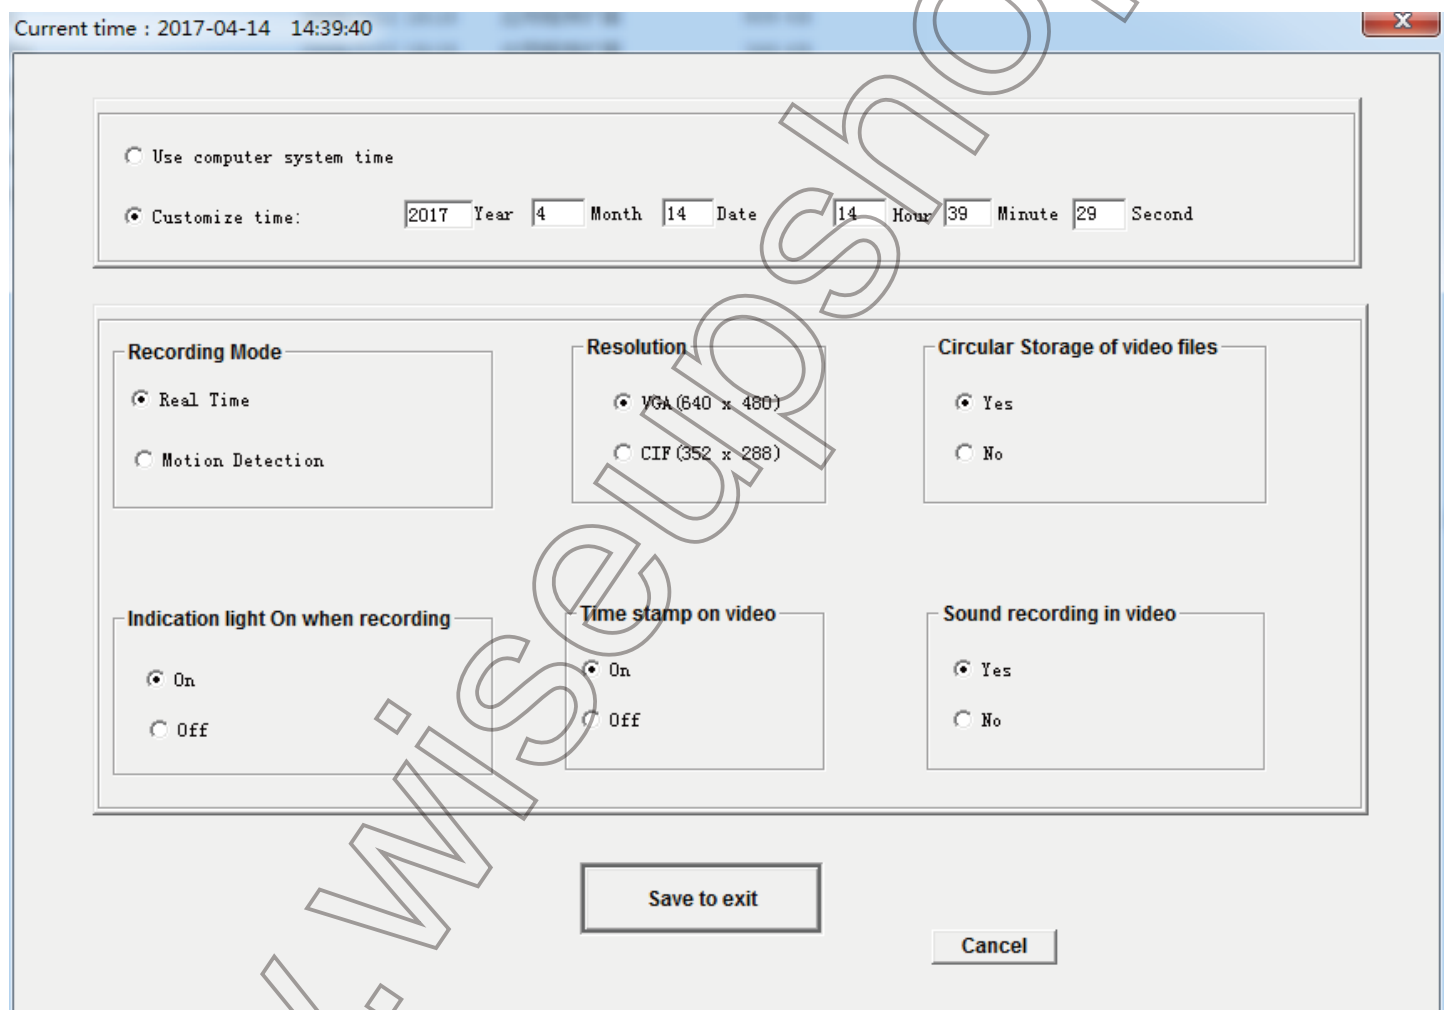 Current time : 2017-04-14 14:39:40
X
Use computer system time
Customize time: 2017 Year 4 Month 14 Date 14 Hour 39 Minute 29 Second
Recording Mode
Real Time
Motion Detection
Resolution
VGA(640 x 480)
CIF(352 x 288)
Circular Storage of video files
Yes
No
Indication light On when recording
On
Off
Time stamp on video
On
Off
Sound recording in video
Yes
No
Save to exit
Cancel
.wiseupsho